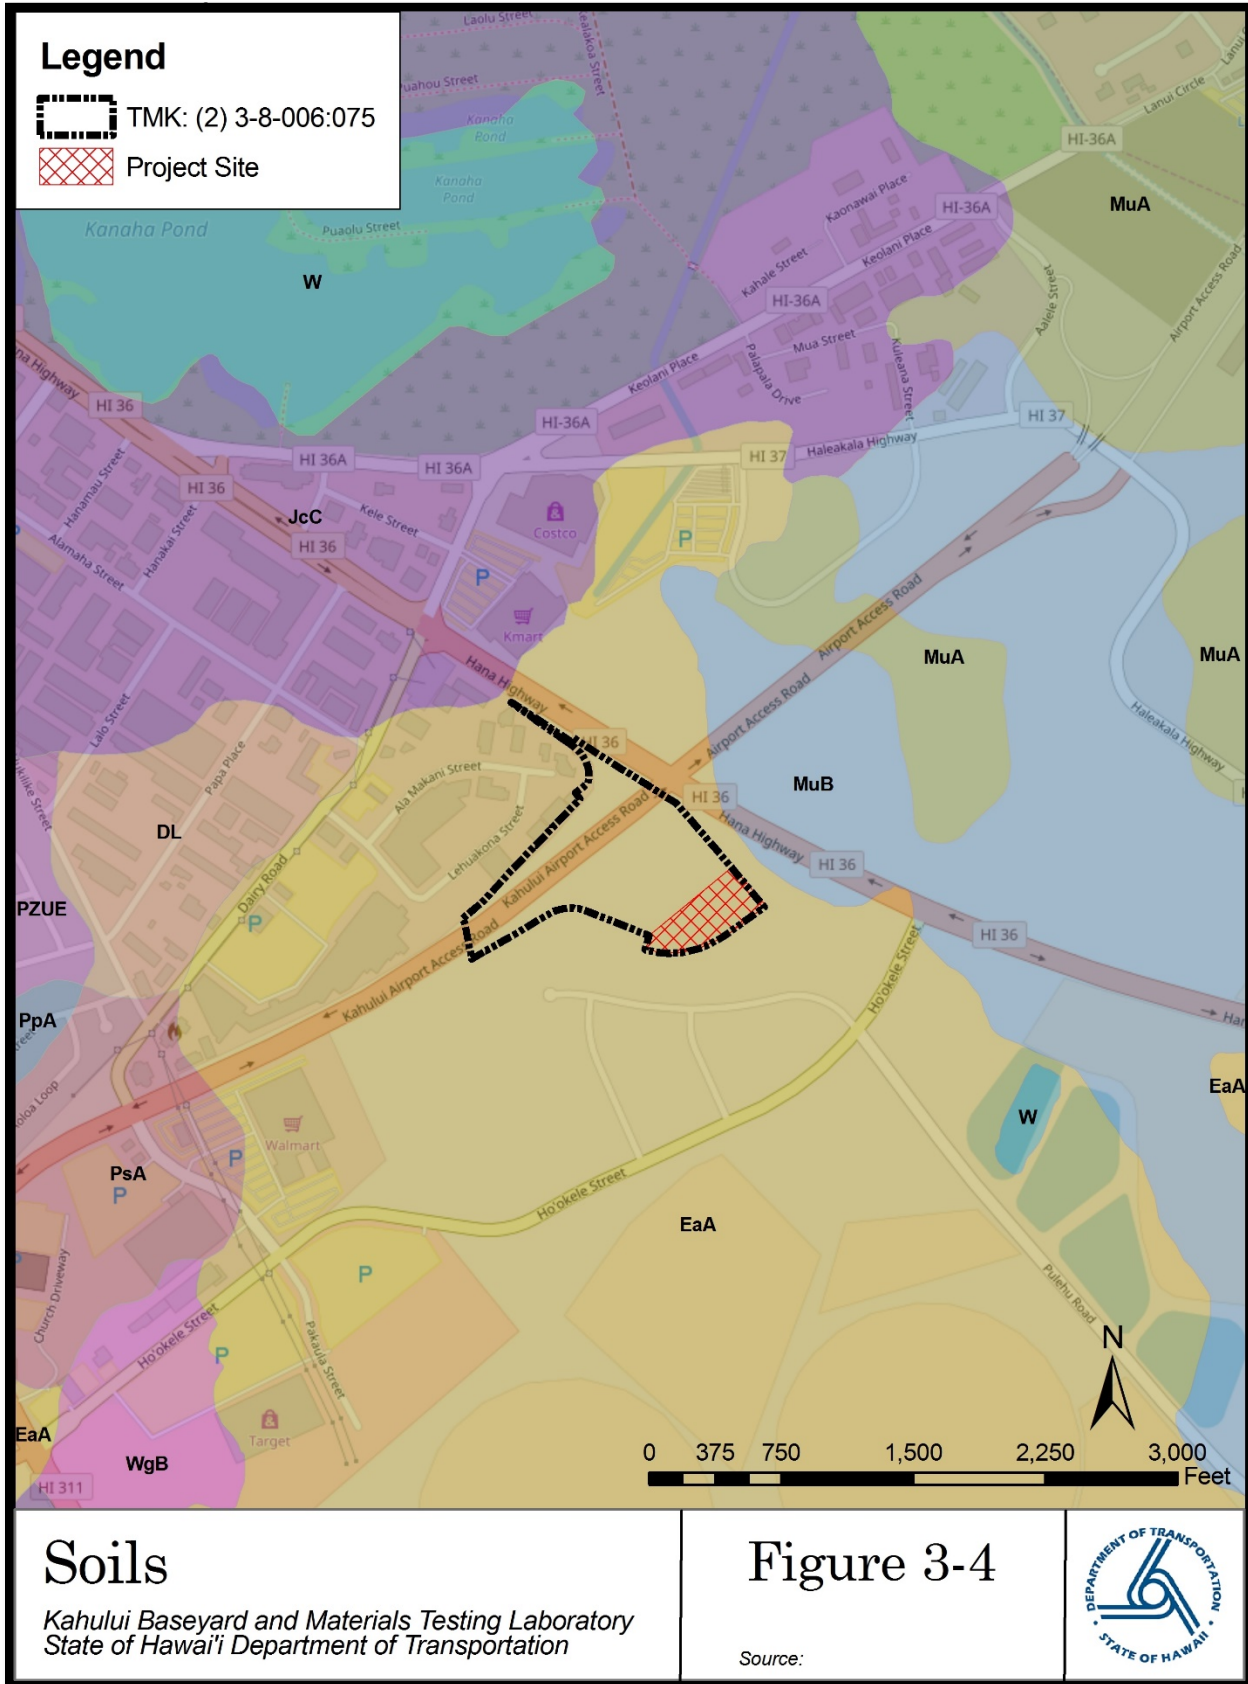 Legend
TMK: (2) 3-8-006:075
Project Site
Laolu Street
Puahou Street
Kealakoa Street
Kanaha
Pond
Kanaha
Pond
Kanaha Pond
Puaolu Street
W
Lanui Circle
HI-36A
MuA
HI-36A
Kaonawai Place
Keolani Place
Kahale Street
HI-36A
Mua Street
Palapala Drive
Kuleana Street
Aalele Street
Airport Access Road
Keolani Place
Hana Highway
HI 36
HI-36A
HI 37
HI 36A
HI 36A
HI 37
Haleakala Highway
HI 36
Hanamau Street
Hanakai Street
JcC
Kele Street
HI 36
Alamaha Street
Costco
P
P
Kmart
Airport Access Road
MuA
MuA
Hana Highway
HI 36
Airport Access Road
Haleakala Highway
Lalo Street
Papa Place
Ala Makani Street
MuB
HI 36
Hana Highway
DL
Lehuakona Street
Kahului Airport Access Road
HI 36
Dairy Road
PZUE
P
HI 36
Kahului Airport Access Road
Ho'okele Street
PpA
EaA
W
Walmart
P
PsA
P
Ho'okele Street
EaA
Church Driveway
P
Pulehu Road
Ho'okele Street
P
Pakaula Street
N
EaA
Target
WgB
HI 311
0 375 750 1,500 2,250 3,000
Feet
Soils
Kahului Baseyard and Materials Testing Laboratory
State of Hawai'i Department of Transportation
Figure 3-4
Source:
DEPARTMENT OF TRANSPORTATION
STATE OF HAWAII